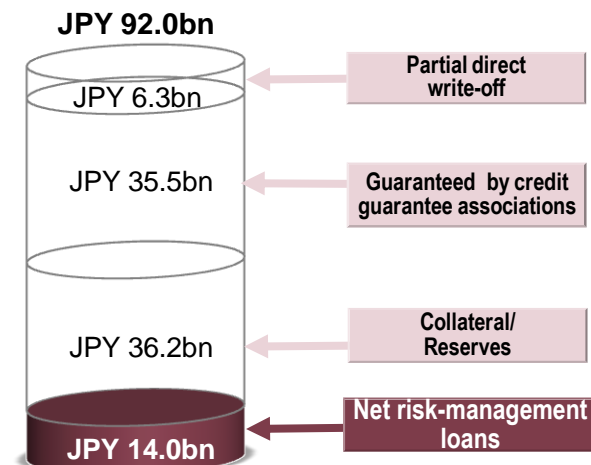 JPY 92.0bn
Partial direct
write-off
JPY 6.3bn
JPY 35.5bn
Guaranteed by credit
guarantee associations
JPY 36.2bn
Collateral/
Reserves
Net risk-management
loans
JPY 14.0bn